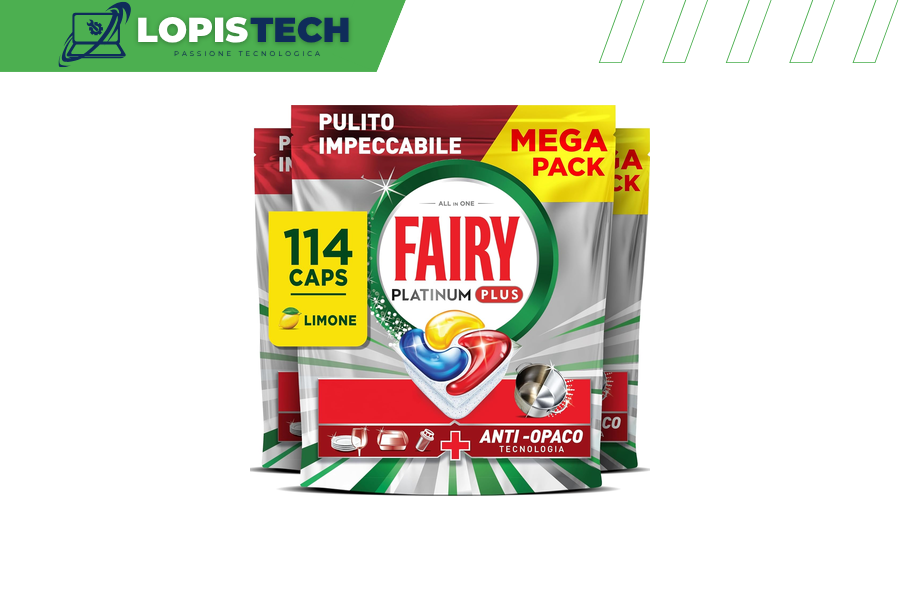 LOPISTECH
PASSIONE TECNOLOGICA
PULITO
IMPECCABILE
MEGA
PACK
ALL IN ONE
FAIRY
PLATINUM PLUS
114
CAPS
LIMONE
ANTI-OPACO
TECNOLOGIA